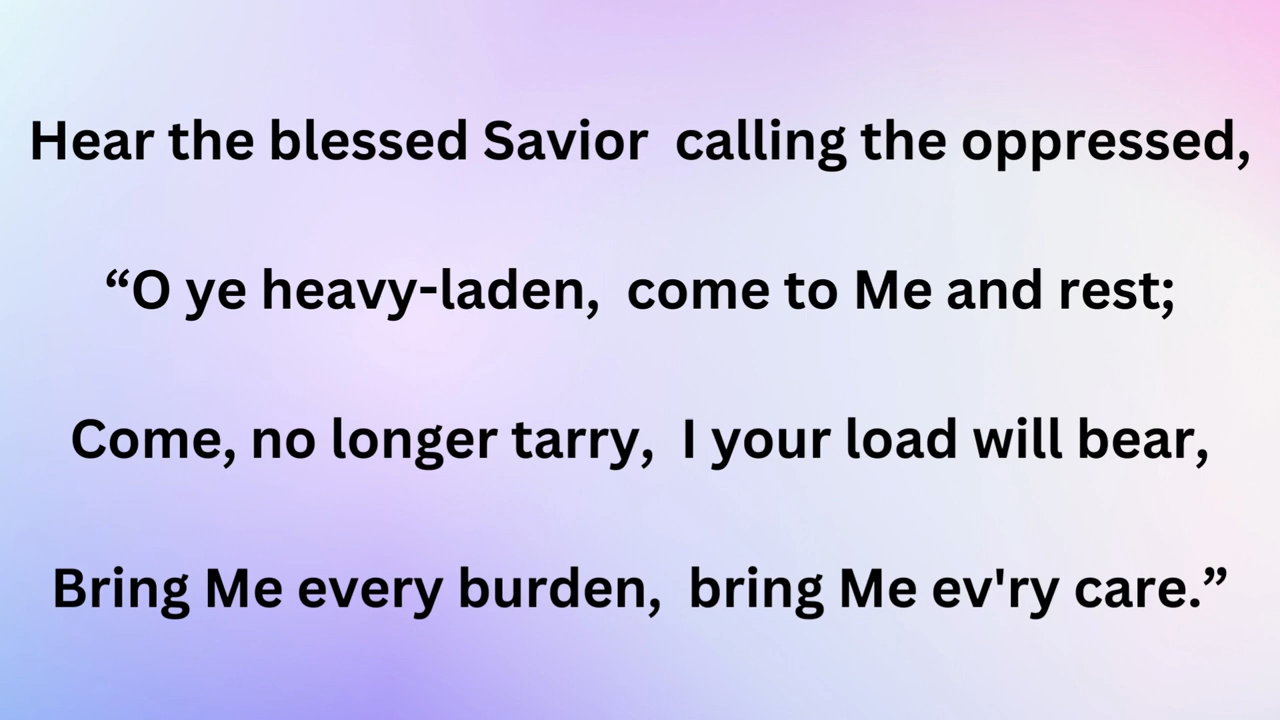 Hear the blessed Savior  calling the oppressed,
“O ye heavy-laden,  come to Me and rest;
Come, no longer tarry,  I your load will bear,
Bring Me every burden,  bring Me ev'ry care.”